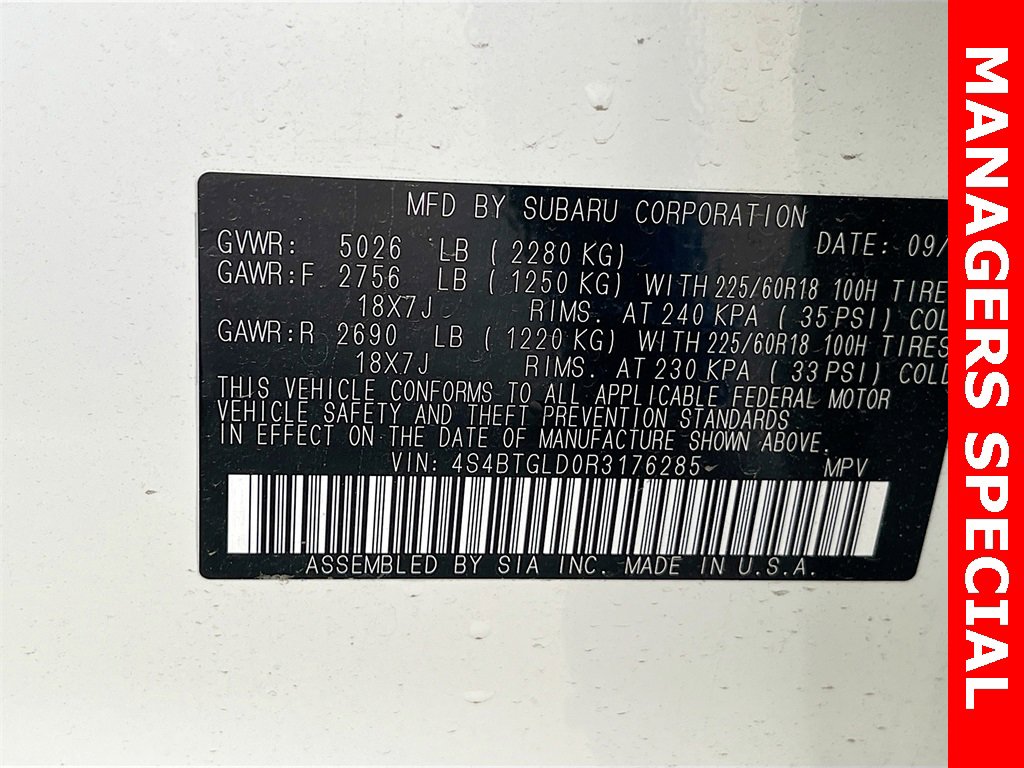 MFD BY SUBARU CORPORATION
GVWR: 5026 LB ( 2280 KG) DATE: 09/
GAWR:F 2756 LB ( 1250 KG) WITH 225/60R18 100H TIRES
18X7J RIMS. AT 240 KPA ( 35 PSI) COL
GAWR:R 2690 LB ( 1220 KG) WITH 225/60R18 100H TIRES
18X7J RIMS. AT 230 KPA ( 33 PSI) COLD
THIS VEHICLE CONFORMS TO ALL APPLICABLE FEDERAL MOTOR
VEHICLE SAFETY AND THEFT PREVENTION STANDARDS
IN EFFECT ON THE DATE OF MANUFACTURE SHOWN ABOVE.
VIN: 4S4BTGLD0R3176285 MPV
ASSEMBLED BY SIA INC. MADE IN U.S.A.
MANAGERS SPECIAL